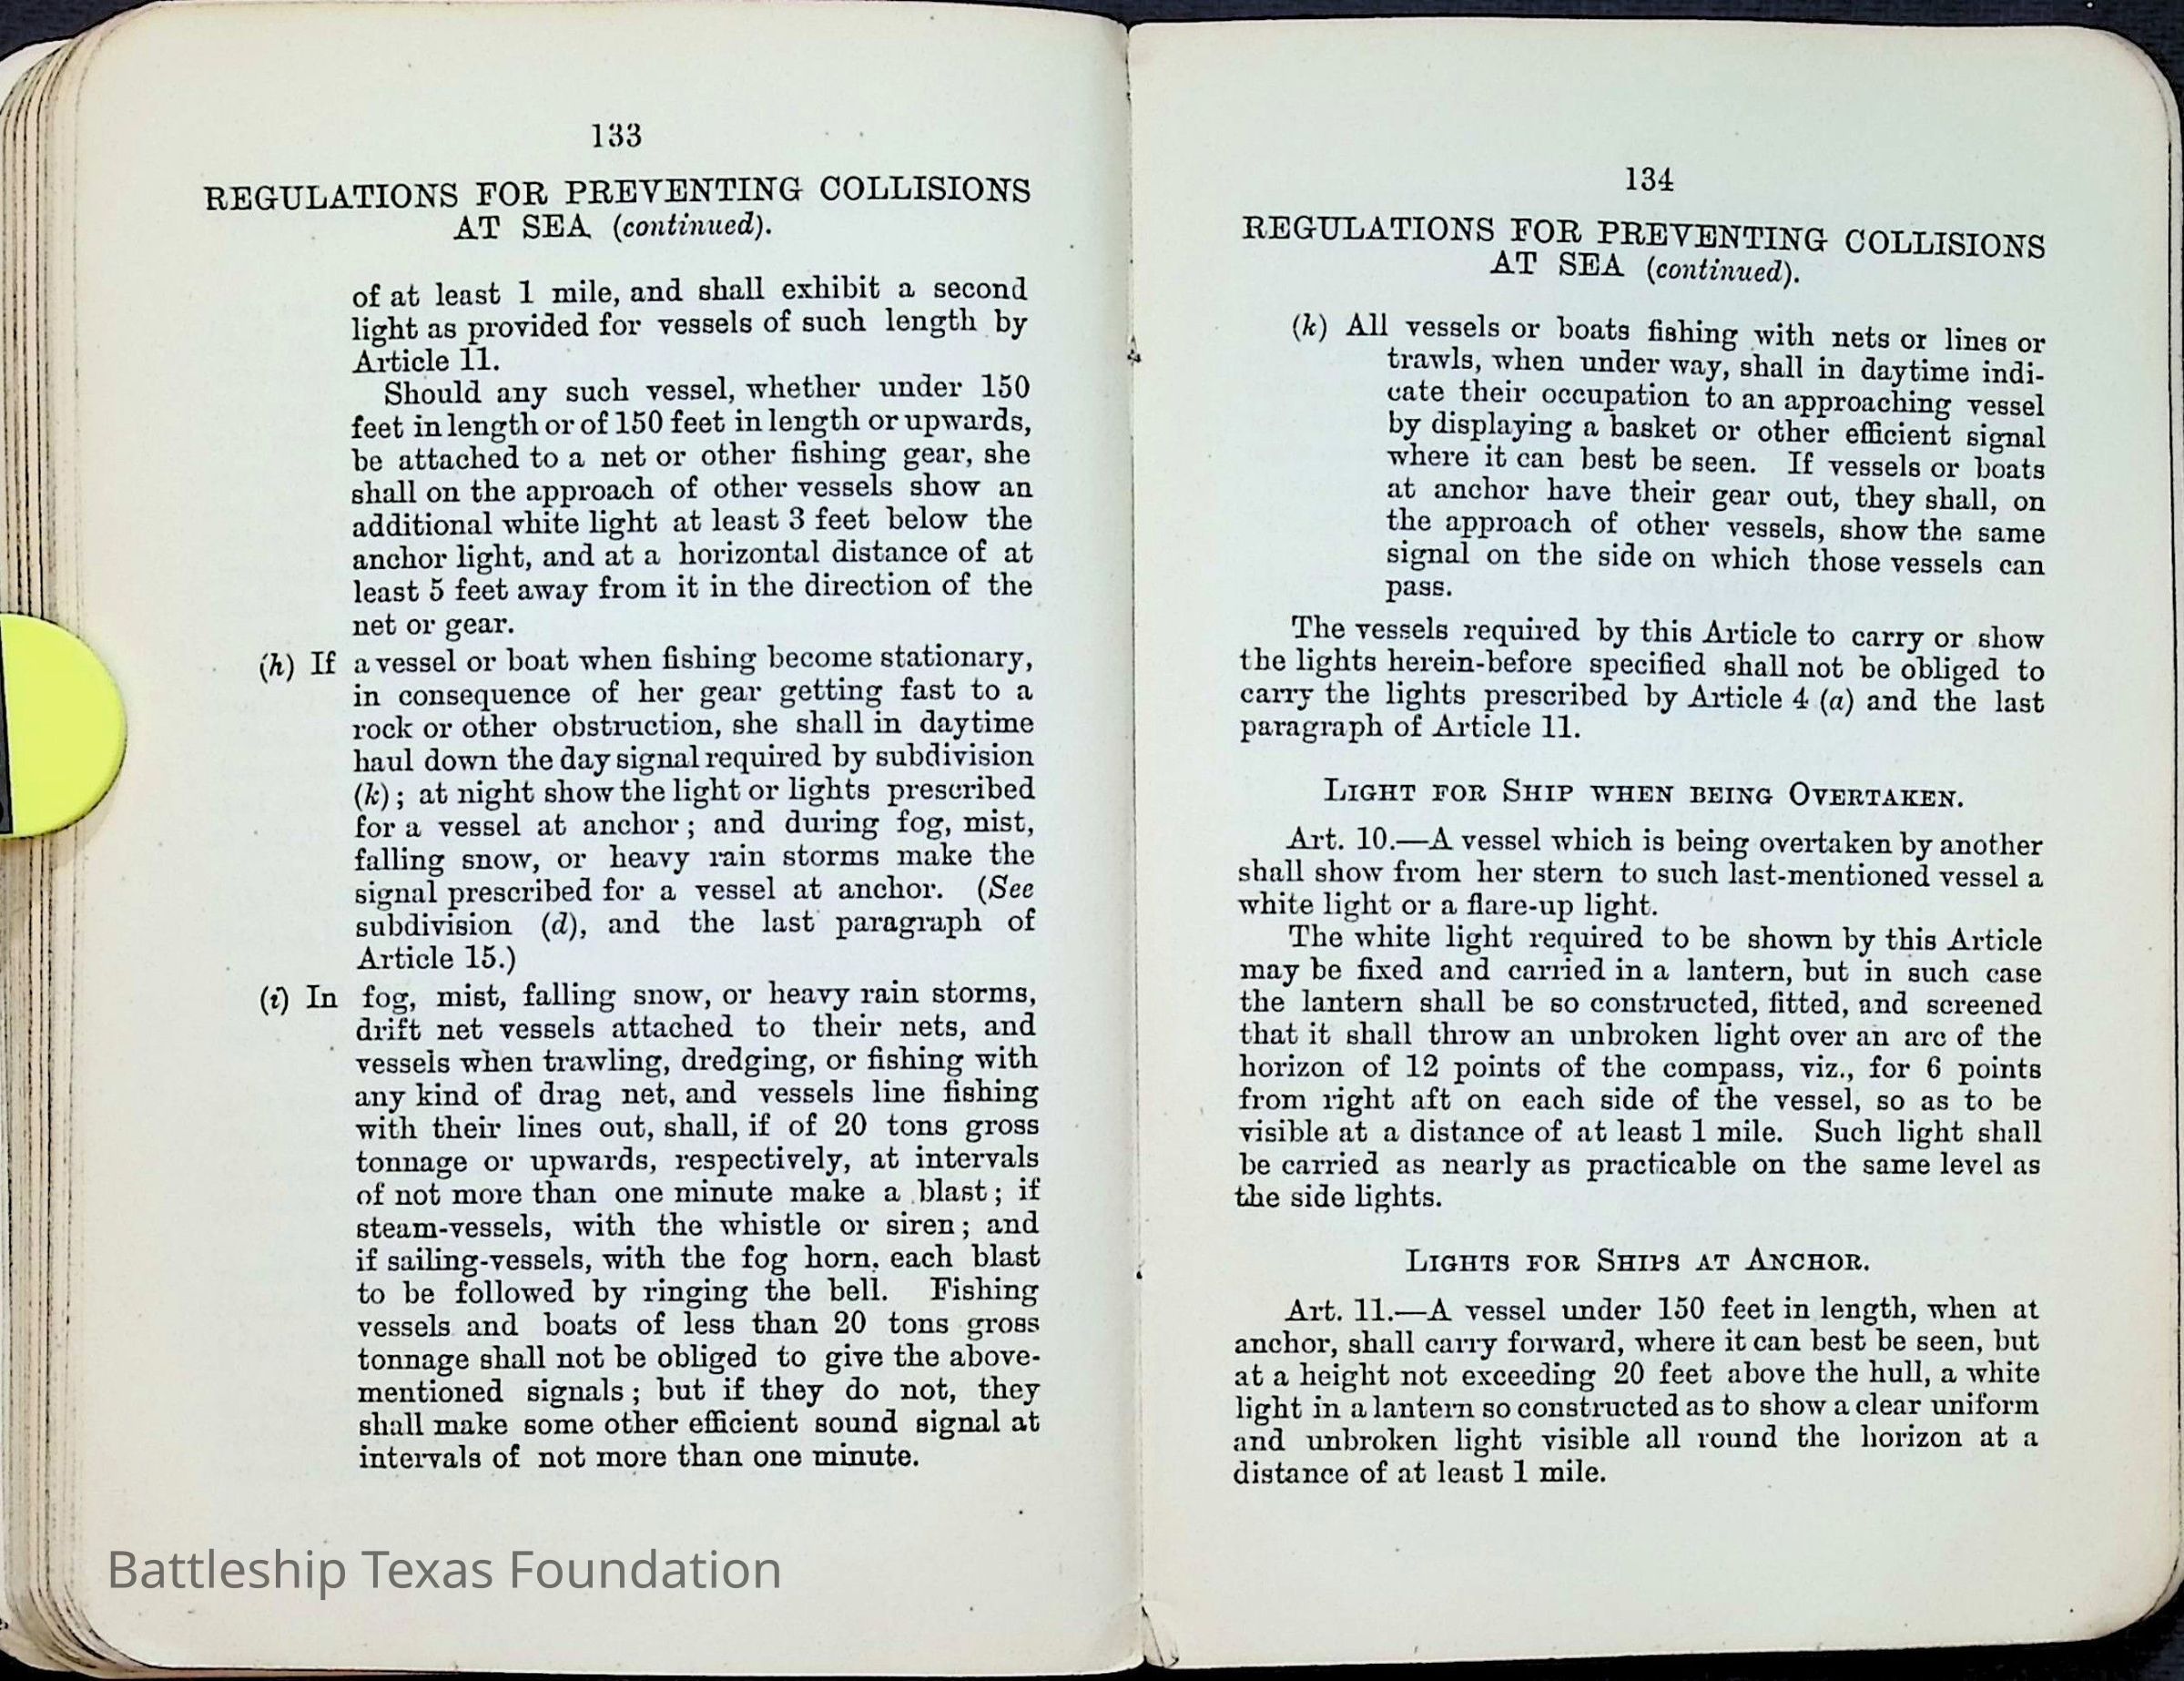 133
REGULATIONS FOR PREVENTING COLLISIONS
AT SEA (continued).
of at least 1 mile, and shall exhibit a second
light as provided for vessels of such length by
Article 11.
Should any such vessel, whether under 150
feet in length or of 150 feet in length or upwards,
be attached to a net or other fishing gear, she
shall on the approach of other vessels show an
additional white light at least 3 feet below the
anchor light, and at a horizontal distance of at
least 5 feet away from it in the direction of the
net or gear.
(h) If a vessel or boat when fishing become stationary,
in consequence of her gear getting fast to a
rock or other obstruction, she shall in daytime
haul down the day signal required by subdivision
(k); at night show the light or lights prescribed
for a vessel at anchor; and during fog, mist,
falling snow, or heavy rain storms make the
signal prescribed for a vessel at anchor. (See
subdivision (d), and the last paragraph of
Article 15.)
(i) In fog, mist, falling snow, or heavy rain storms,
drift net vessels attached to their nets, and
vessels when trawling, dredging, or fishing with
any kind of drag net, and vessels line fishing
with their lines out, shall, if of 20 tons gross
tonnage or upwards, respectively, at intervals
of not more than one minute make a blast; if
steam-vessels, with the whistle or siren; and
if sailing-vessels, with the fog horn, each blast
to be followed by ringing the bell. Fishing
vessels and boats of less than 20 tons gross
tonnage shall not be obliged to give the above-
mentioned signals; but if they do not, they
shall make some other efficient sound signal at
intervals of not more than one minute.
Battleship Texas Foundation
134
REGULATIONS FOR PREVENTING COLLISIONS
AT SEA (continued).
(k) All vessels or boats fishing with nets or lines or
trawls, when under way, shall in daytime indi-
cate their occupation to an approaching vessel
by displaying a basket or other efficient signal
where it can best be seen. If vessels or boats
at anchor have their gear out, they shall, on
the approach of other vessels, show the same
signal on the side on which those vessels can
pass.
The vessels required by this Article to carry or show
the lights herein-before specified shall not be obliged to
carry the lights prescribed by Article 4 (a) and the last
paragraph of Article 11.
LIGHT FOR SHIP WHEN BEING OVERTAKEN.
Art. 10.—A vessel which is being overtaken by another
shall show from her stern to such last-mentioned vessel a
white light or a flare-up light.
The white light required to be shown by this Article
may be fixed and carried in a lantern, but in such case
the lantern shall be so constructed, fitted, and screened
that it shall throw an unbroken light over an arc of the
horizon of 12 points of the compass, viz., for 6 points
from right aft on each side of the vessel, so as to be
visible at a distance of at least 1 mile. Such light shall
be carried as nearly as practicable on the same level as
the side lights.
LIGHTS FOR SHIPS AT ANCHOR.
Art. 11.—A vessel under 150 feet in length, when at
anchor, shall carry forward, where it can best be seen, but
at a height not exceeding 20 feet above the hull, a white
light in a lantern so constructed as to show a clear uniform
and unbroken light visible all round the horizon at a
distance of at least 1 mile.